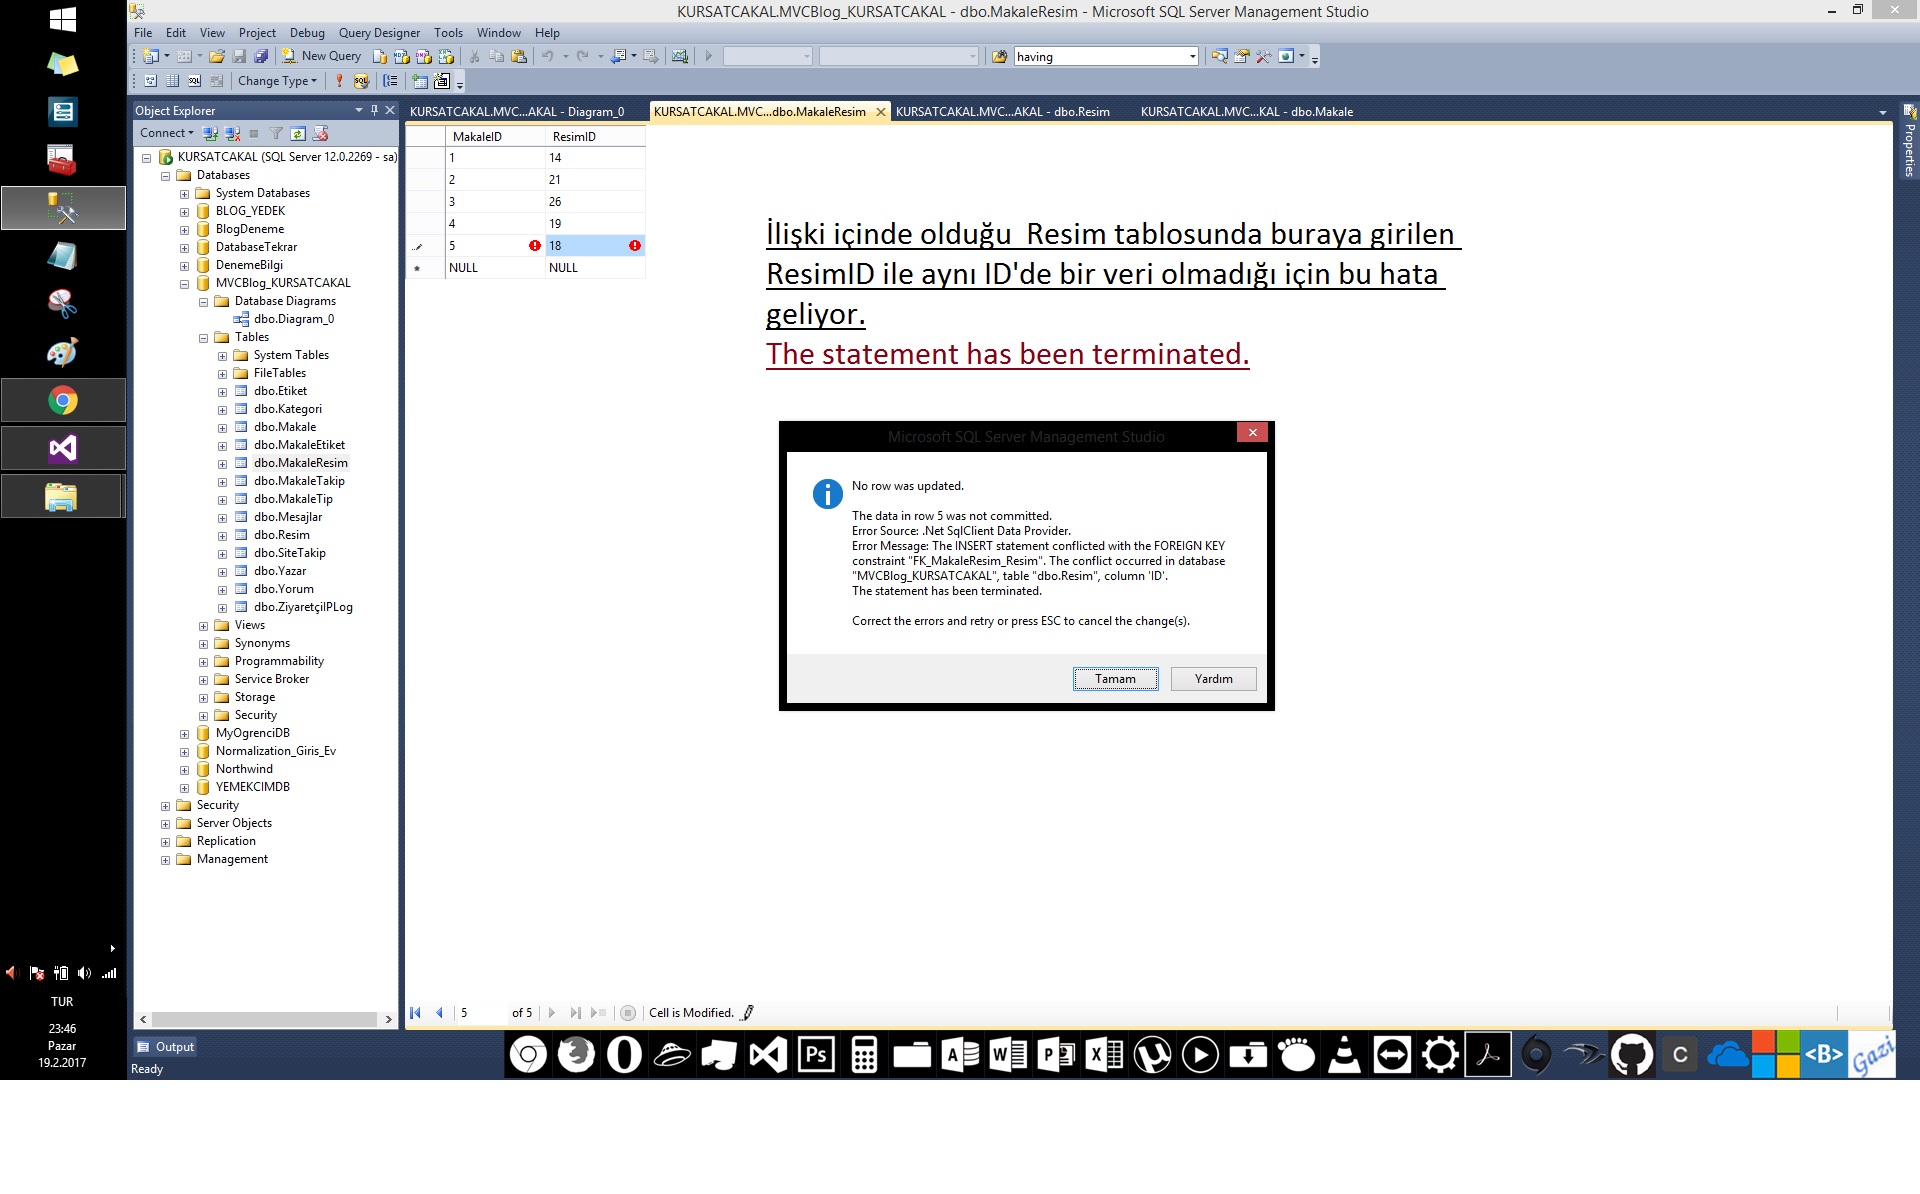 KURSATCAKAL.MVCBlog_KURSATCAKAL - dbo.MakaleResim - Microsoft SQL Server Management Studio
File Edit View Project Debug Query Designer Tools Window Help
New Query
having
Change Type
Object Explorer
Connect
KURSATCAKAL (SQL Server 12.0.2269 - sa)
Databases
System Databases
BLOG_YEDEK
BlogDeneme
DatabaseTekrar
DenemeBilgi
MVCBlog_KURSATCAKAL
Database Diagrams
dbo.Diagram_0
Tables
System Tables
FileTables
dbo.Etiket
dbo.Kategori
dbo.Makale
dbo.MakaleEtiket
dbo.MakaleResim
dbo.MakaleTakip
dbo.MakaleTip
dbo.Mesajlar
dbo.Resim
dbo.SiteTakip
dbo.Yazar
dbo.Yorum
dbo.ZiyaretçiIPLog
Views
Synonyms
Programmability
Service Broker
Storage
Security
MyOgrenciDB
Normalization_Giris_Ev
Northwind
YEMEKCIMDB
Security
Server Objects
Replication
Management
KURSATCAKAL.MVC...AKAL - Diagram_0 KURSATCAKAL.MVC...dbo.MakaleResim KURSATCAKAL.MVC...AKAL - dbo.Resim KURSATCAKAL.MVC...KAL - dbo.Makale
MakaleID ResimID
1 14
2 21
3 26
4 19
5 18
NULL NULL
İlişki içinde olduğu Resim tablosunda buraya girilen
ResimID ile aynı ID'de bir veri olmadığı için bu hata
geliyor.
The statement has been terminated.
Microsoft SQL Server Management Studio
No row was updated.
The data in row 5 was not committed.
Error Source: .Net SqlClient Data Provider.
Error Message: The INSERT statement conflicted with the FOREIGN KEY
constraint "FK_MakaleResim_Resim". The conflict occurred in database
"MVCBlog_KURSATCAKAL", table "dbo.Resim", column 'ID'.
The statement has been terminated.
Correct the errors and retry or press ESC to cancel the change(s).
Tamam Yardım
Properties
5 of 5 Cell is Modified.
Output
Ready
TUR
23:46
Pazar
19.2.2017
Ps A W P X C <B> Gazi